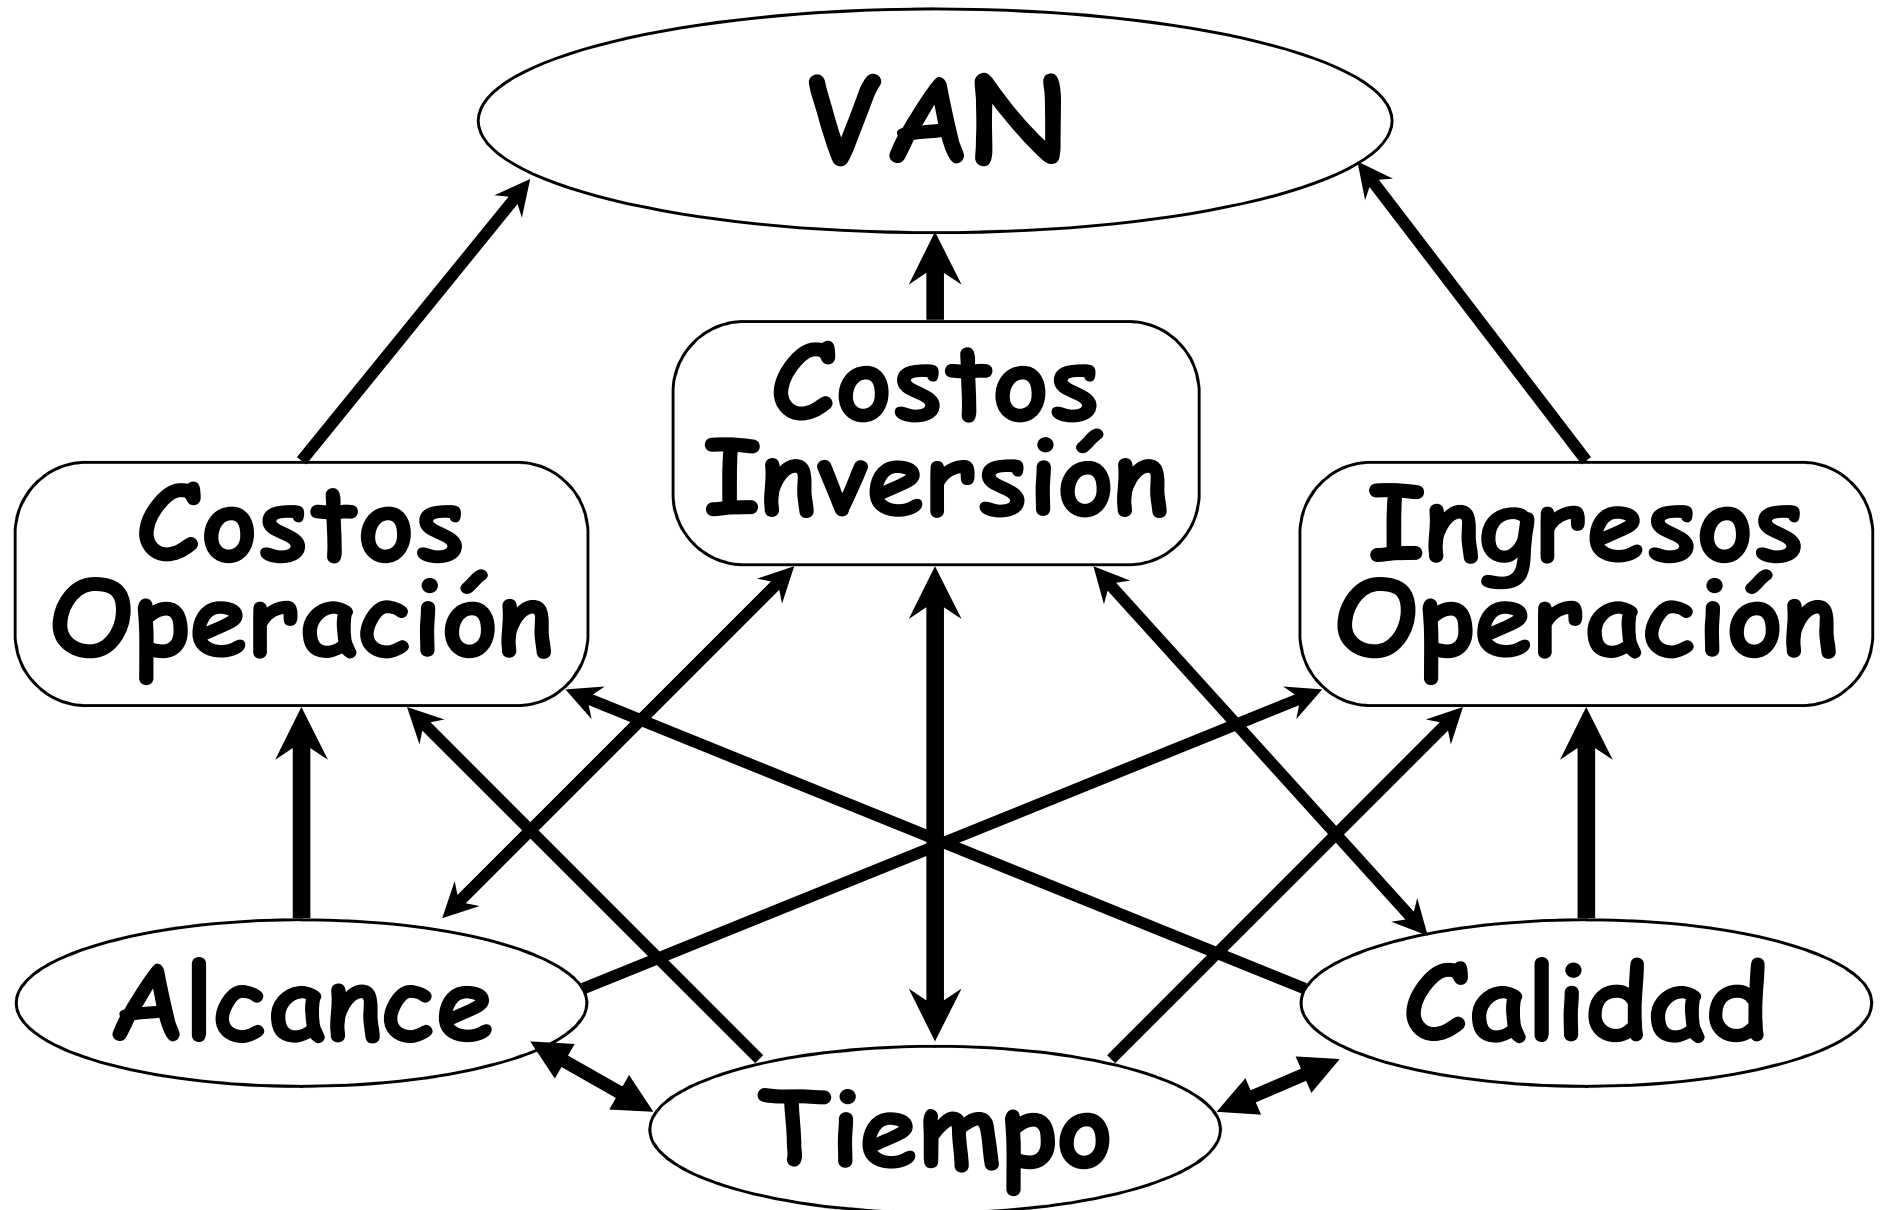 VAN
Costos
Inversión
Costos
Operación
Ingresos
Operación
Alcance
Tiempo
Calidad